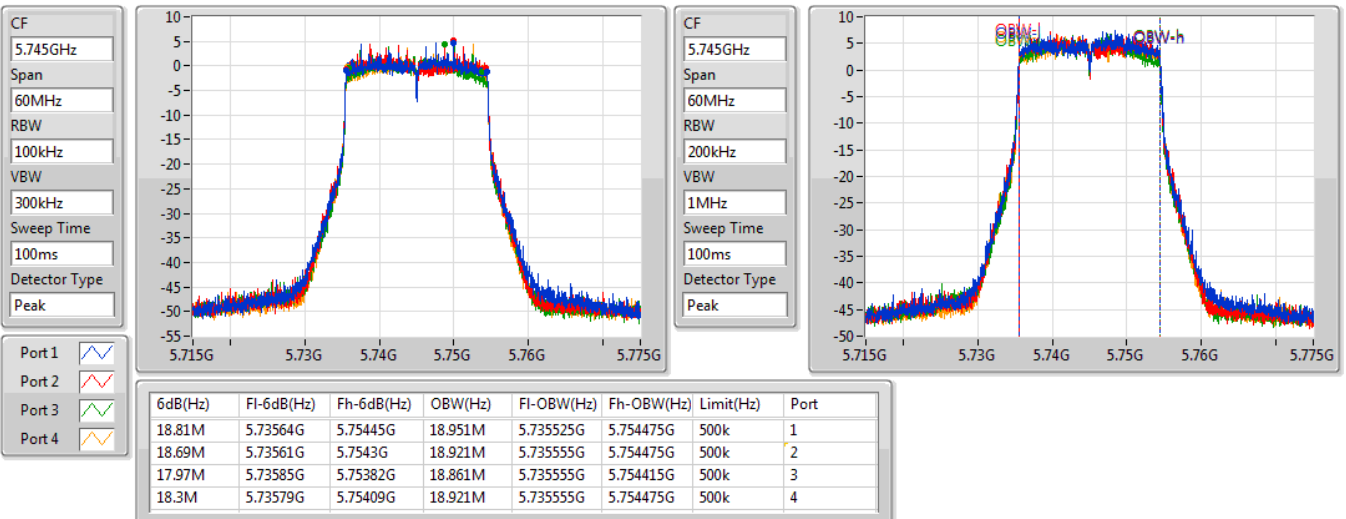 CF
5.745GHz
Span
60MHz
RBW
100kHz
VBW
300kHz
Sweep Time
100ms
Detector Type
Peak
10
5
0
-5
-10
-15
-20
-25
-30
-35
-40
-45
-50
-55
5.715G 5.73G 5.74G 5.75G 5.76G 5.775G
CF
5.745GHz
Span
60MHz
RBW
200kHz
VBW
1MHz
Sweep Time
100ms
Detector Type
Peak
OBW-l OBW-h
10
5
0
-5
-10
-15
-20
-25
-30
-35
-40
-45
-50
5.715G 5.73G 5.74G 5.75G 5.76G 5.775G
Port 1
Port 2
Port 3
Port 4
6dB(Hz) Fl-6dB(Hz) Fh-6dB(Hz) OBW(Hz) Fl-OBW(Hz) Fh-OBW(Hz) Limit(Hz) Port
18.81M 5.73564G 5.75445G 18.951M 5.735525G 5.754475G 500k 1
18.69M 5.73561G 5.7543G 18.921M 5.735555G 5.754475G 500k 2
17.97M 5.73585G 5.75382G 18.861M 5.735555G 5.754415G 500k 3
18.3M 5.73579G 5.75409G 18.921M 5.735555G 5.754475G 500k 4